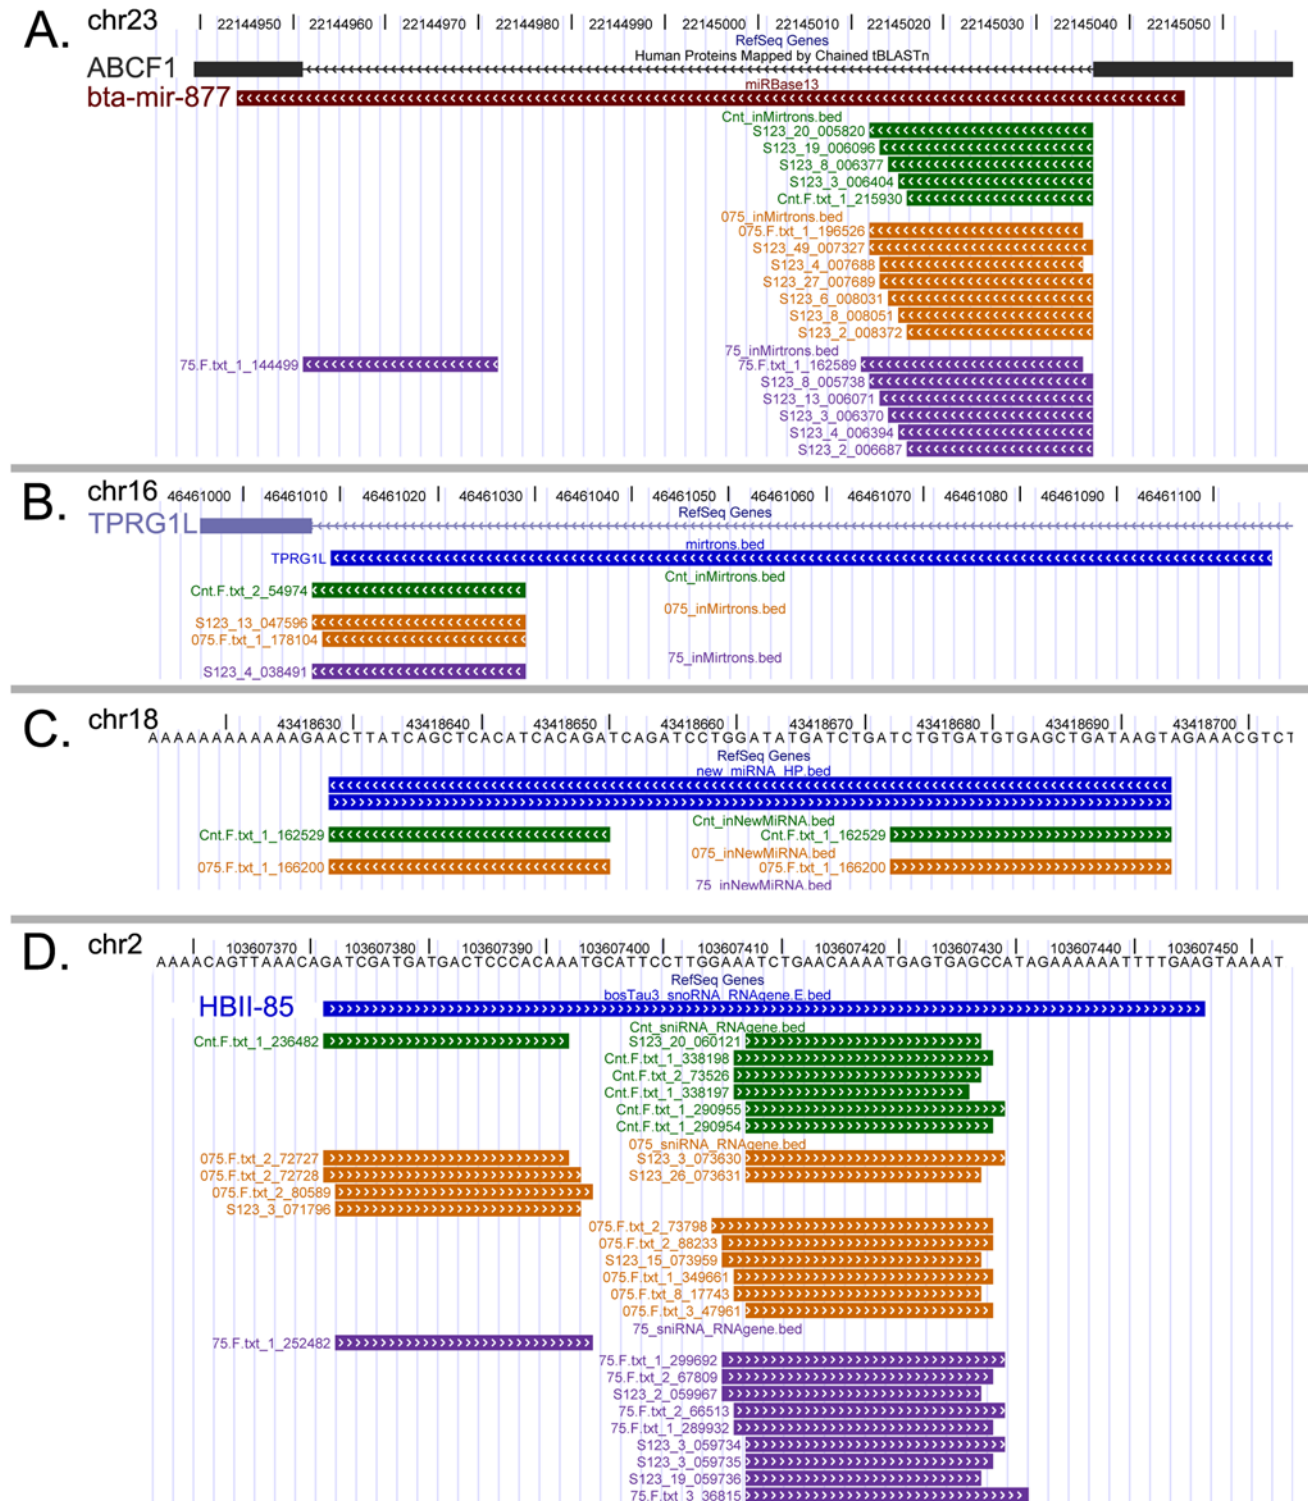 A. chr23 22144950 22144960 22144970 22144980 22144990 22145000 22145010 22145020 22145030 22145040 22145050
RefSeq Genes
Human Proteins Mapped by Chained tBLASTn
ABCF1
miRBase13
bta-mir-877
Cnt_inMirtrons.bed
S123_20_005820
S123_19_006096
S123_8_006377
S123_3_006404
Cnt.F.txt_1_215930
075_inMirtrons.bed
075.F.txt_1_196526
S123_49_007327
S123_4_007688
S123_27_007689
S123_6_008031
S123_8_008051
S123_2_008372
75_inMirtrons.bed
75.F.txt_1_144499 75.F.txt_1_162589
S123_8_005738
S123_13_006071
S123_3_006370
S123_4_006394
S123_2_006687
B. chr16 46461000 46461010 46461020 46461030 46461040 46461050 46461060 46461070 46461080 46461090 46461100
RefSeq Genes
TPRG1L
mirtrons.bed
TPRG1L
Cnt_inMirtrons.bed
Cnt.F.txt_2_54974
075_inMirtrons.bed
S123_13_047596
075.F.txt_1_178104
75_inMirtrons.bed
S123_4_038491
C. chr18 43418630 43418640 43418650 43418660 43418670 43418680 43418690 43418700
AAAAAAAAAAAAGAACTTATCAGCTCACATCACAGATCAGATCCTGGATATGATCTGATCTGTGATGTGAGCTGATAAGTAGAAACGTCT
RefSeq Genes
new_miRNA_HP.bed
Cnt_inNewMiRNA.bed
Cnt.F.txt_1_162529 Cnt.F.txt_1_162529
075_inNewMiRNA.bed
075.F.txt_1_166200 075.F.txt_1_166200
75_inNewMiRNA.bed
D. chr2 103607370 103607380 103607390 103607400 103607410 103607420 103607430 103607440 103607450
AAAACAGTTAAACAGATCGATGATGACTCCCACAAATGCATTCCTTGGAAATCTGAACAAAATGAGTGAGCCATAGAAAAAATTTTGAAGTAAAAT
RefSeq Genes
bosTau3_snoRNA_RNAgene.E.bed
HBII-85
Cnt_sniRNA_RNAgene.bed
Cnt.F.txt_1_236482 S123_20_060121
Cnt.F.txt_1_338198
Cnt.F.txt_2_73526
Cnt.F.txt_1_338197
Cnt.F.txt_1_290955
Cnt.F.txt_1_290954
075_sniRNA_RNAgene.bed
075.F.txt_2_72727 S123_3_073630
075.F.txt_2_72728 S123_26_073631
075.F.txt_2_80589
S123_3_071796
075.F.txt_2_73798
075.F.txt_2_88233
S123_15_073959
075.F.txt_1_349661
075.F.txt_8_17743
075.F.txt_3_47961
75_sniRNA_RNAgene.bed
75.F.txt_1_252482
75.F.txt_1_299692
75.F.txt_2_67809
S123_2_059967
75.F.txt_2_66513
75.F.txt_1_289932
S123_3_059734
S123_3_059735
S123_19_059736
75.F.txt_3_36815